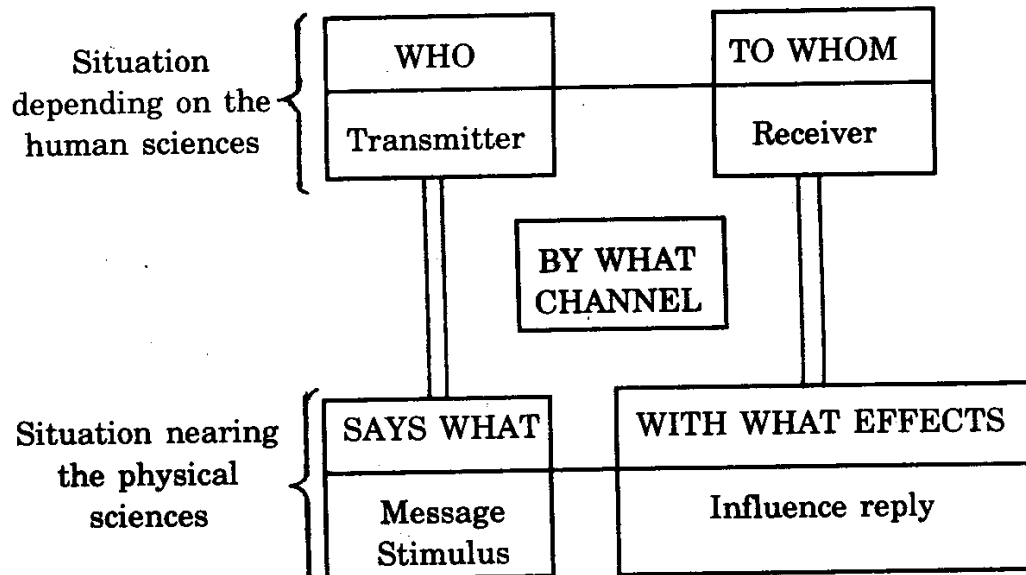 Situation
depending on the
human sciences
WHO
Transmitter
TO WHOM
Receiver
BY WHAT
CHANNEL
Situation nearing
the physical
sciences
SAYS WHAT
Message
Stimulus
WITH WHAT EFFECTS
Influence reply